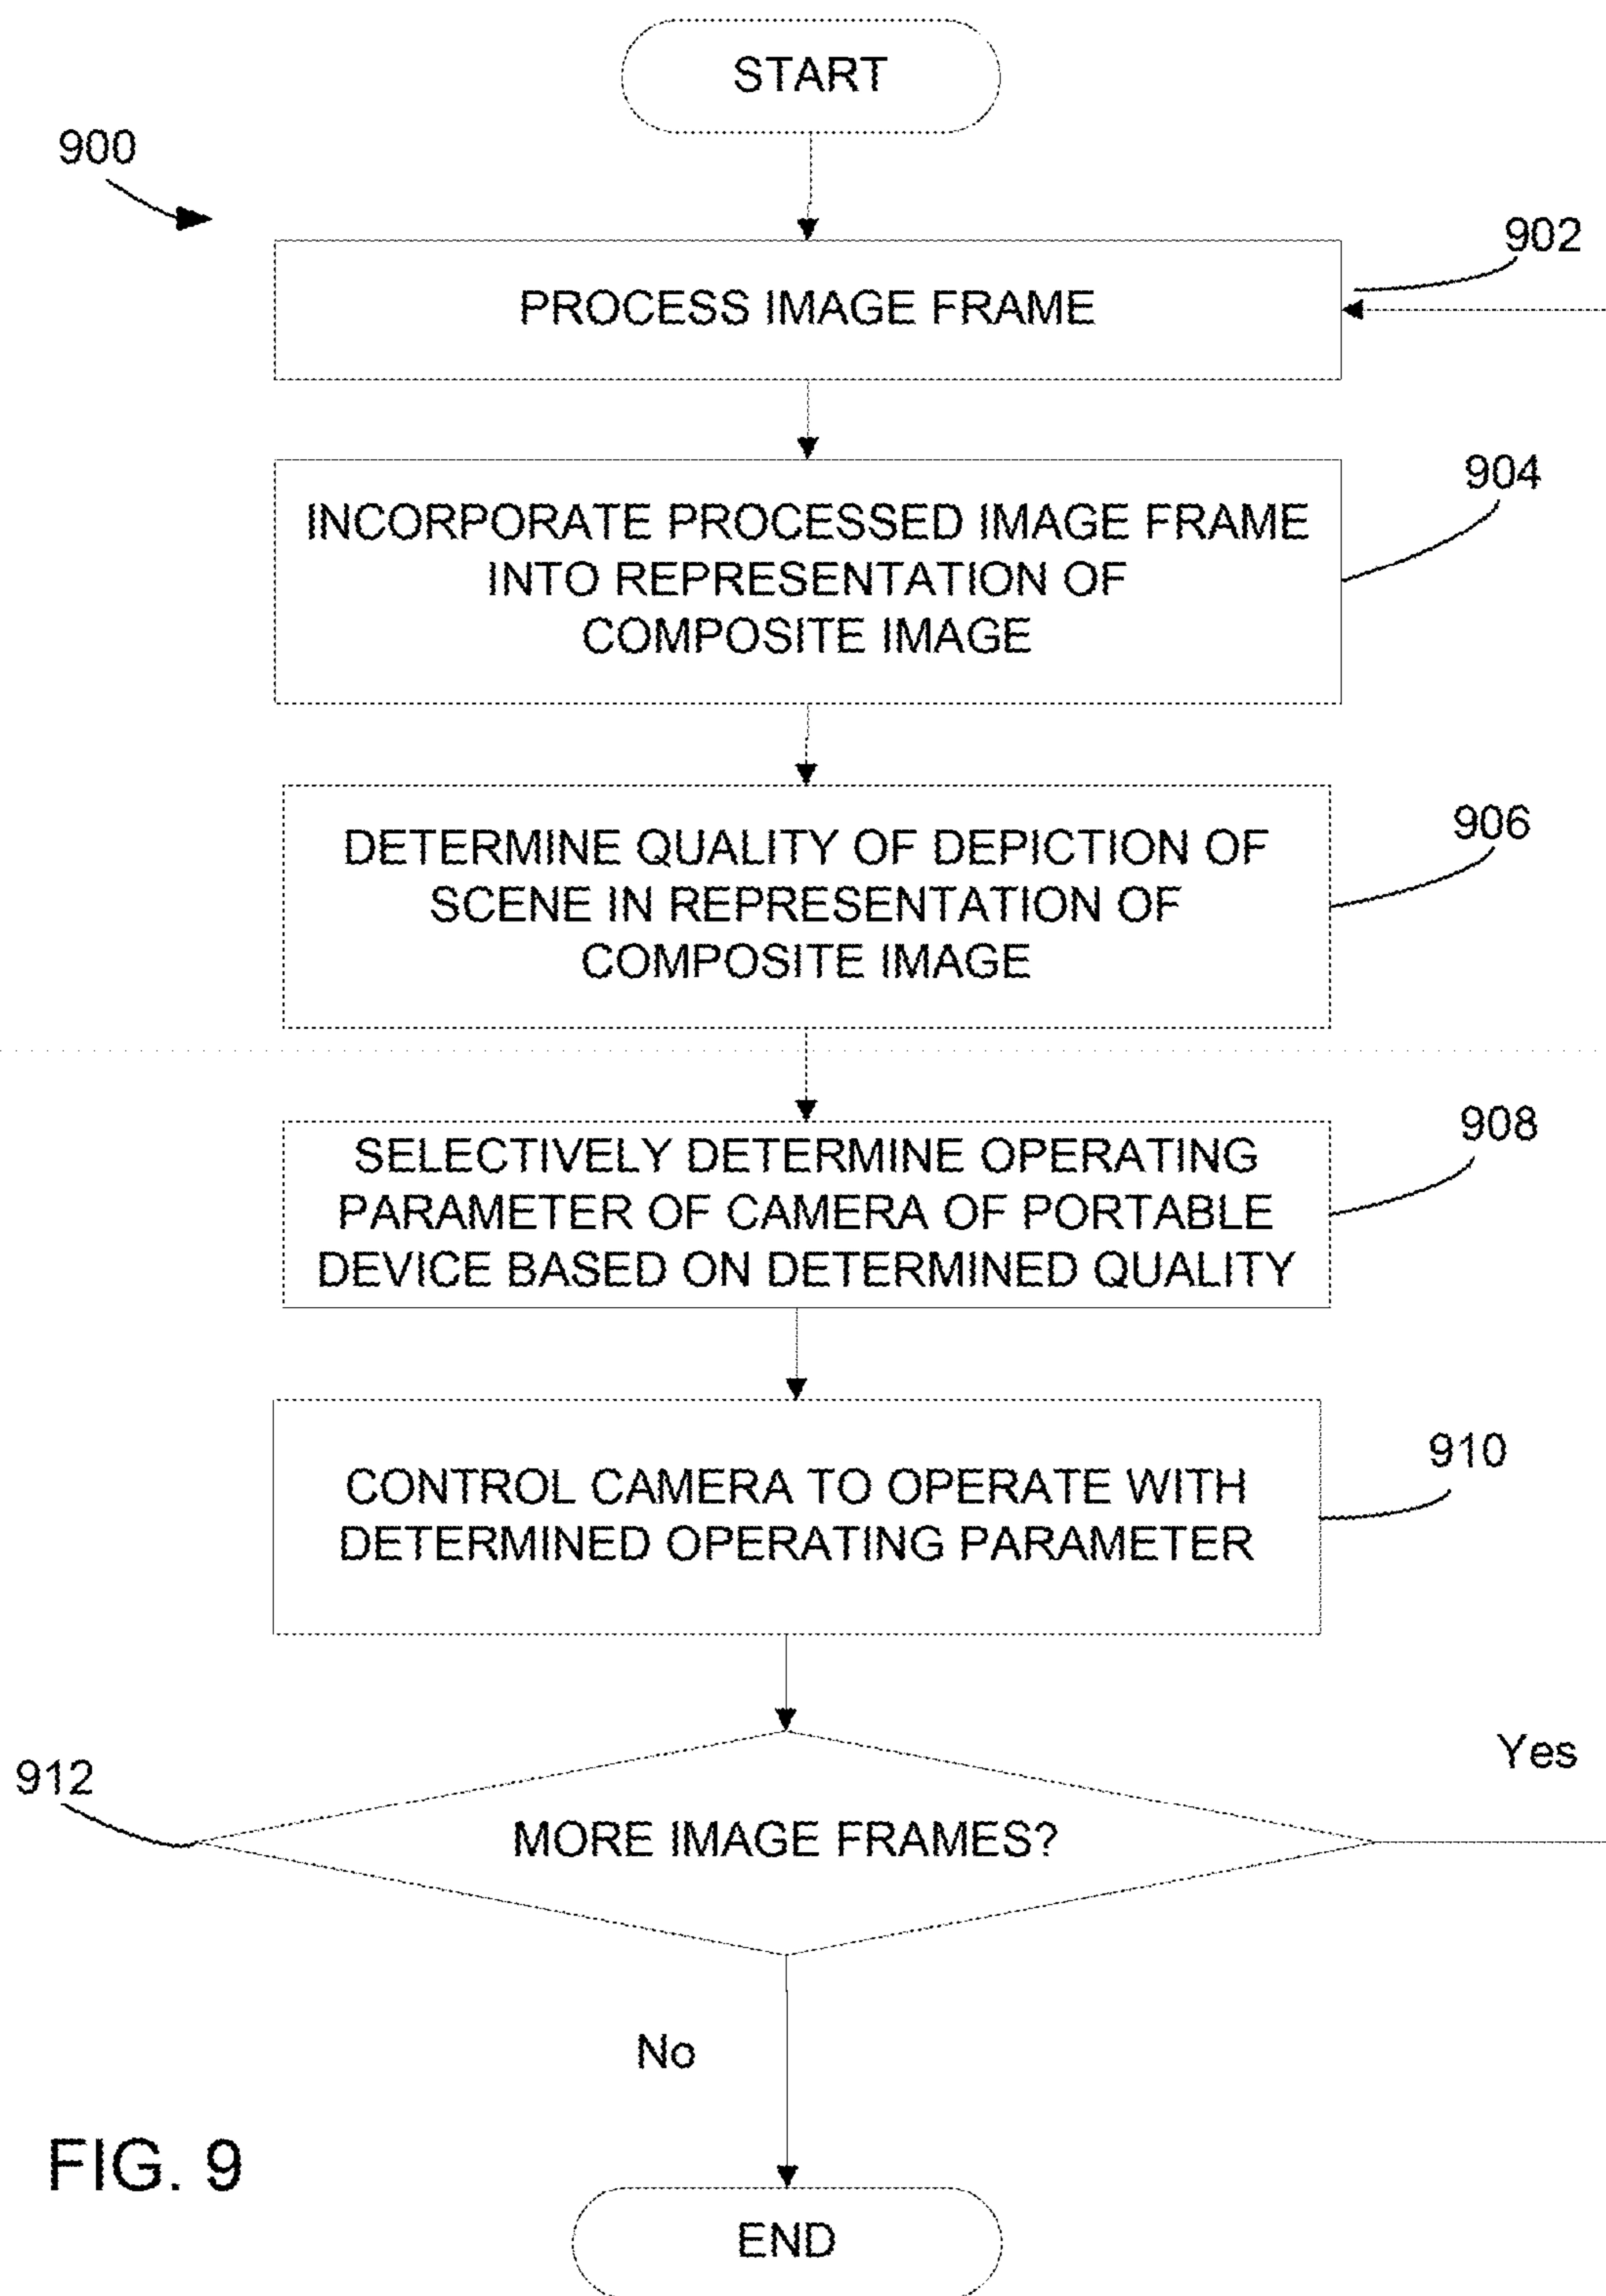 START
900
902
PROCESS IMAGE FRAME
904
INCORPORATE PROCESSED IMAGE FRAME
INTO REPRESENTATION OF
COMPOSITE IMAGE
906
DETERMINE QUALITY OF DEPICTION OF
SCENE IN REPRESENTATION OF
COMPOSITE IMAGE
908
SELECTIVELY DETERMINE OPERATING
PARAMETER OF CAMERA OF PORTABLE
DEVICE BASED ON DETERMINED QUALITY
910
CONTROL CAMERA TO OPERATE WITH
DETERMINED OPERATING PARAMETER
912
Yes
MORE IMAGE FRAMES?
No
FIG. 9
END